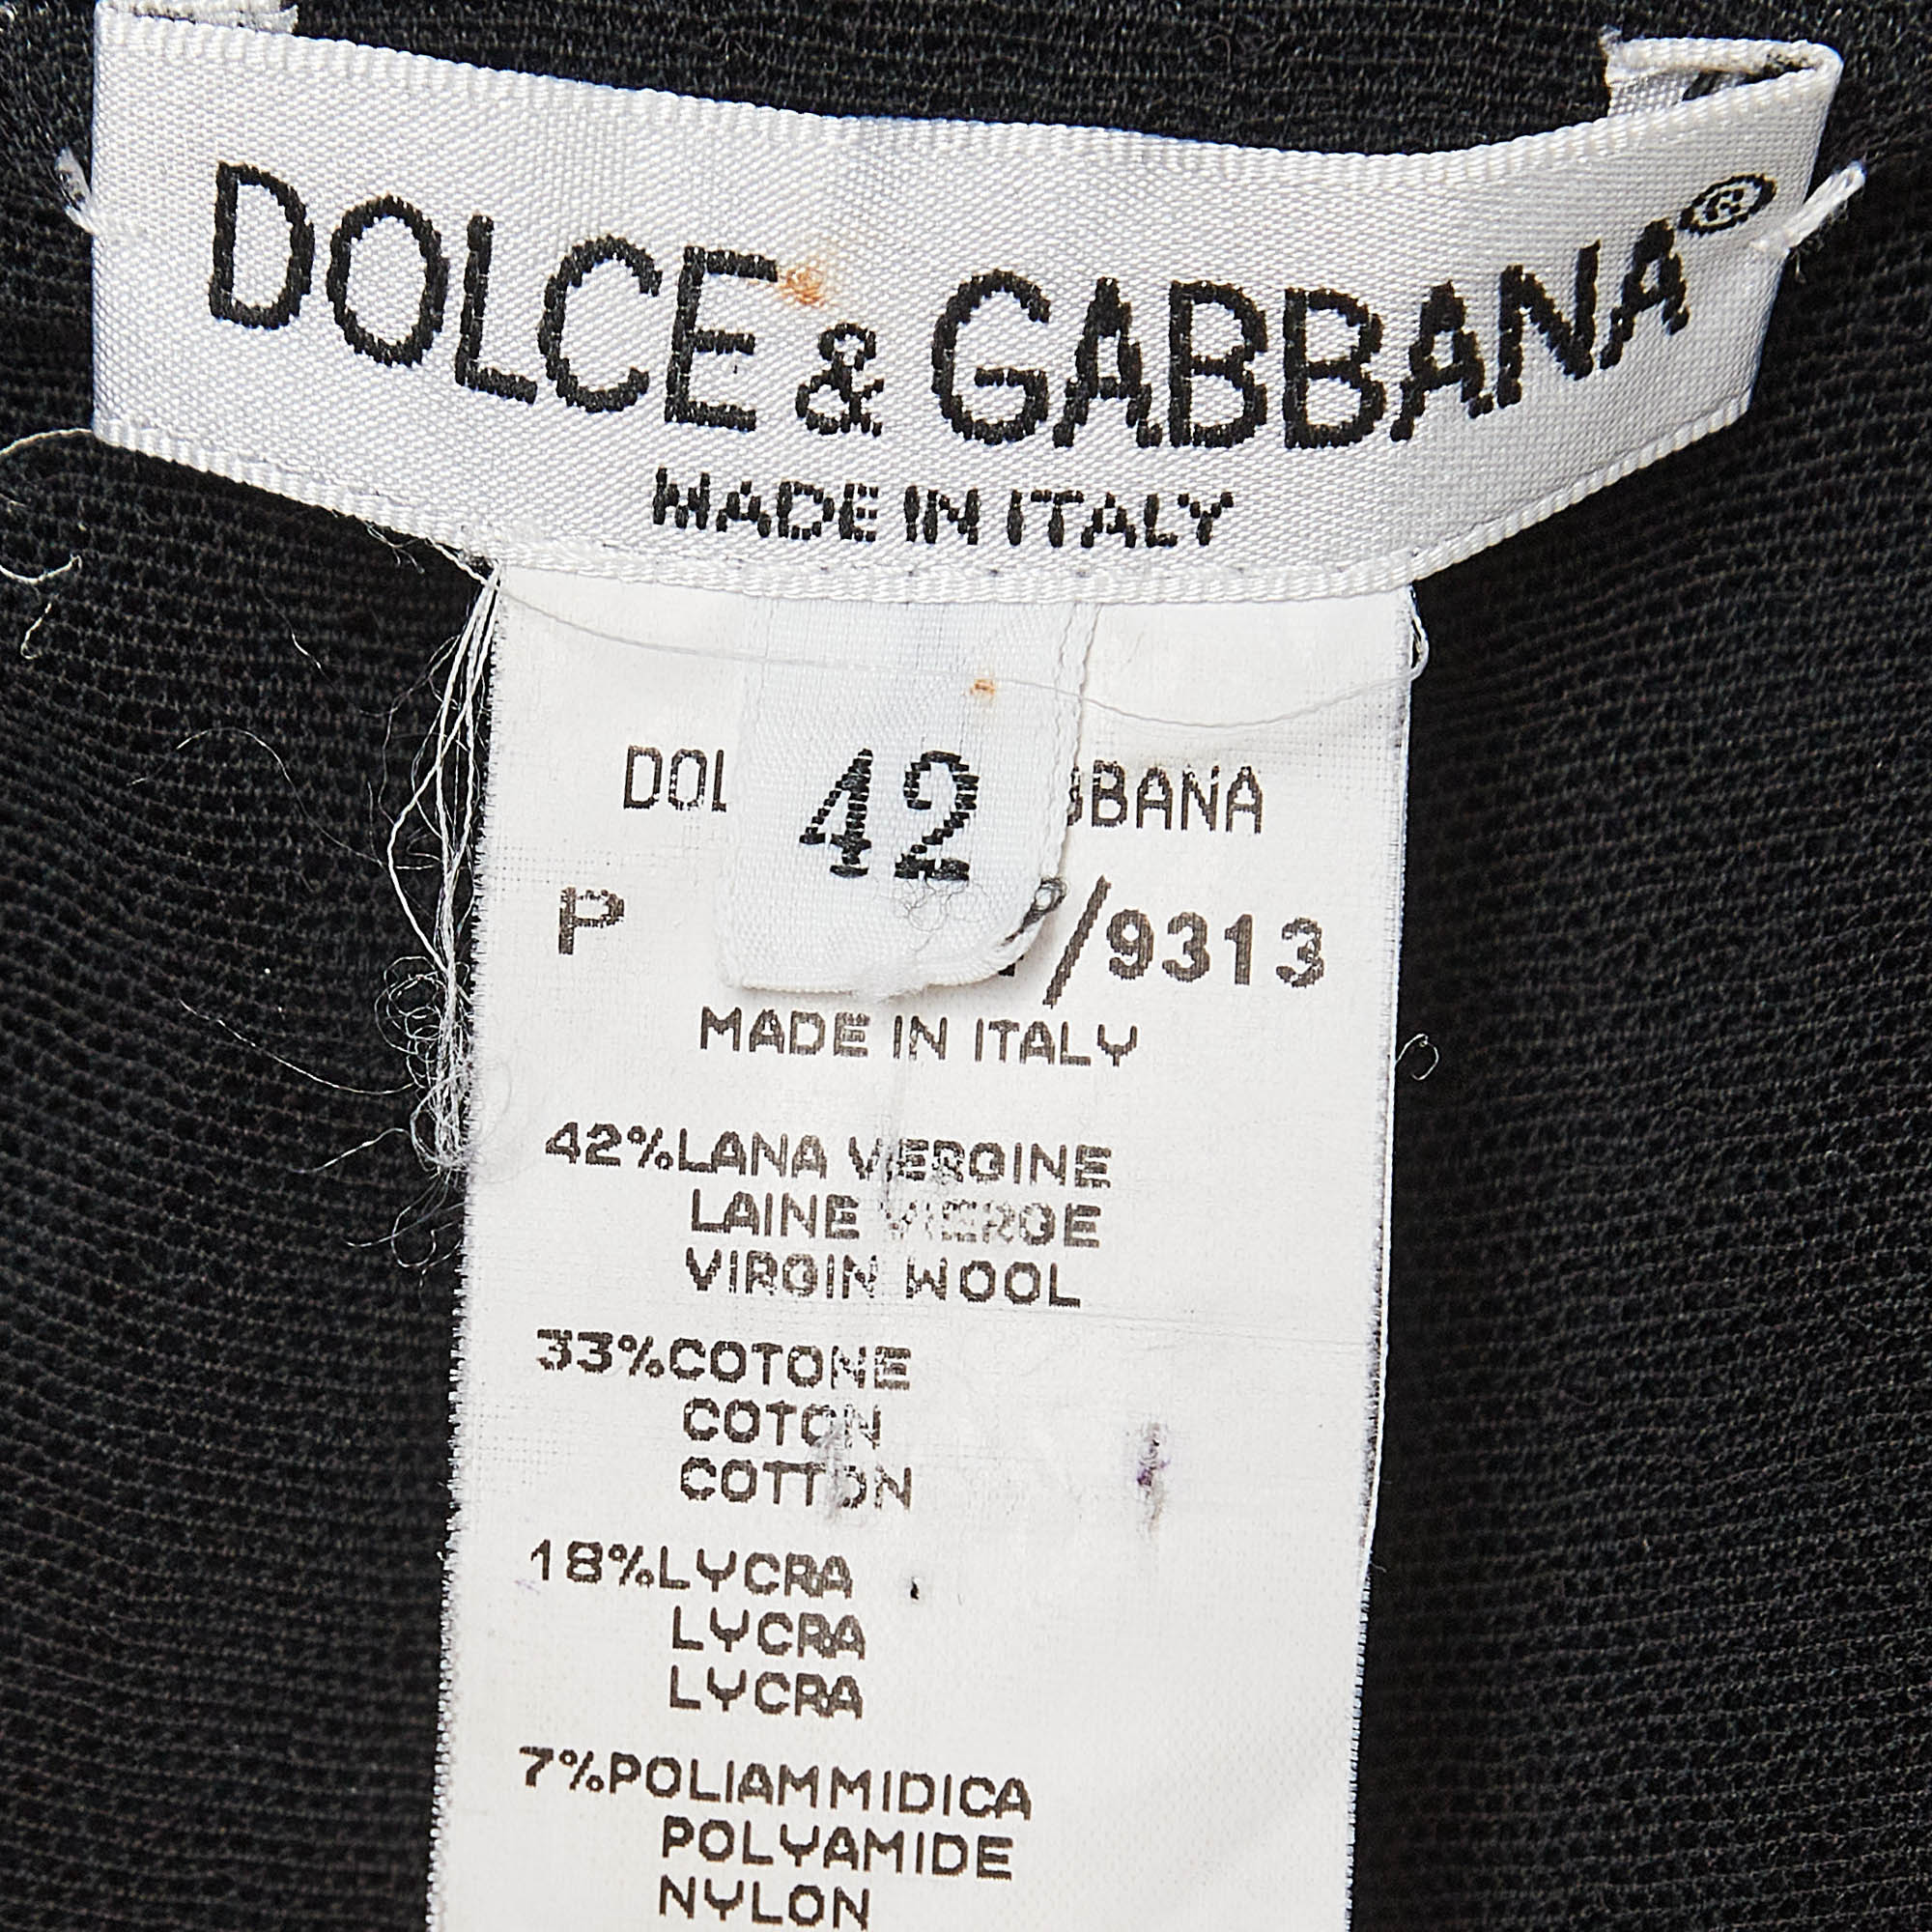 DOLCE & GABBANA®
MADE IN ITALY
42
DOL BBANA
P /9313
MADE IN ITALY
42%LANA VERGINE
LAINE VIERGE
VIRGIN WOOL
33%COTONE
COTON
COTTON
18%LYCRA
LYCRA
LYCRA
7%POLIAMMIDICA
POLYAMIDE
NYLON